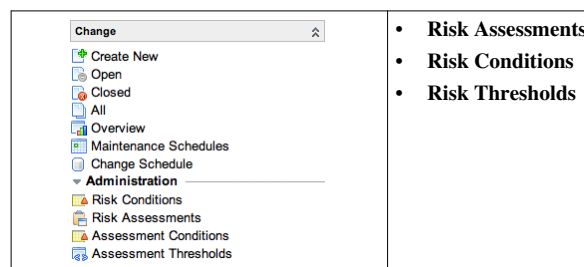 Change
Create New
Open
Closed
All
Overview
Maintenance Schedules
Change Schedule
Administration
Risk Conditions
Risk Assessments
Assessment Conditions
Assessment Thresholds
• Risk Assessments
• Risk Conditions
• Risk Thresholds